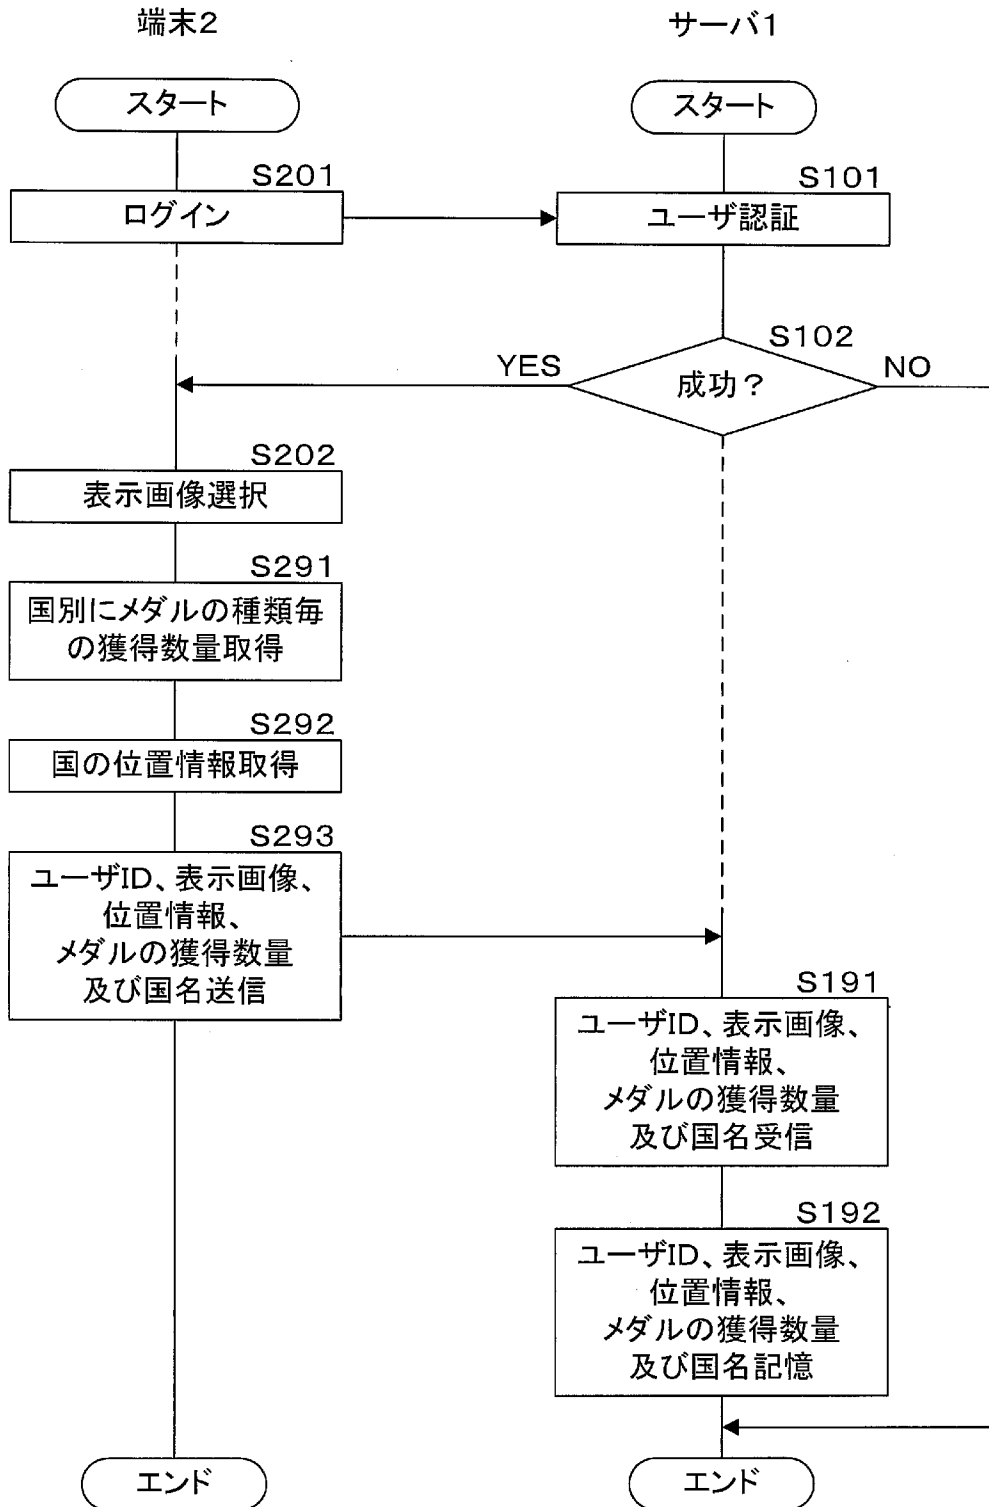 端末2
サーバ1
スタート
スタート
S201
ログイン
S101
ユーザ認証
S102
成功?
YES
NO
S202
表示画像選択
S291
国別にメダルの種類毎
の獲得数量取得
S292
国の位置情報取得
S293
ユーザID、表示画像、
位置情報、
メダルの獲得数量
及び国名送信
S191
ユーザID、表示画像、
位置情報、
メダルの獲得数量
及び国名受信
S192
ユーザID、表示画像、
位置情報、
メダルの獲得数量
及び国名記憶
エンド
エンド